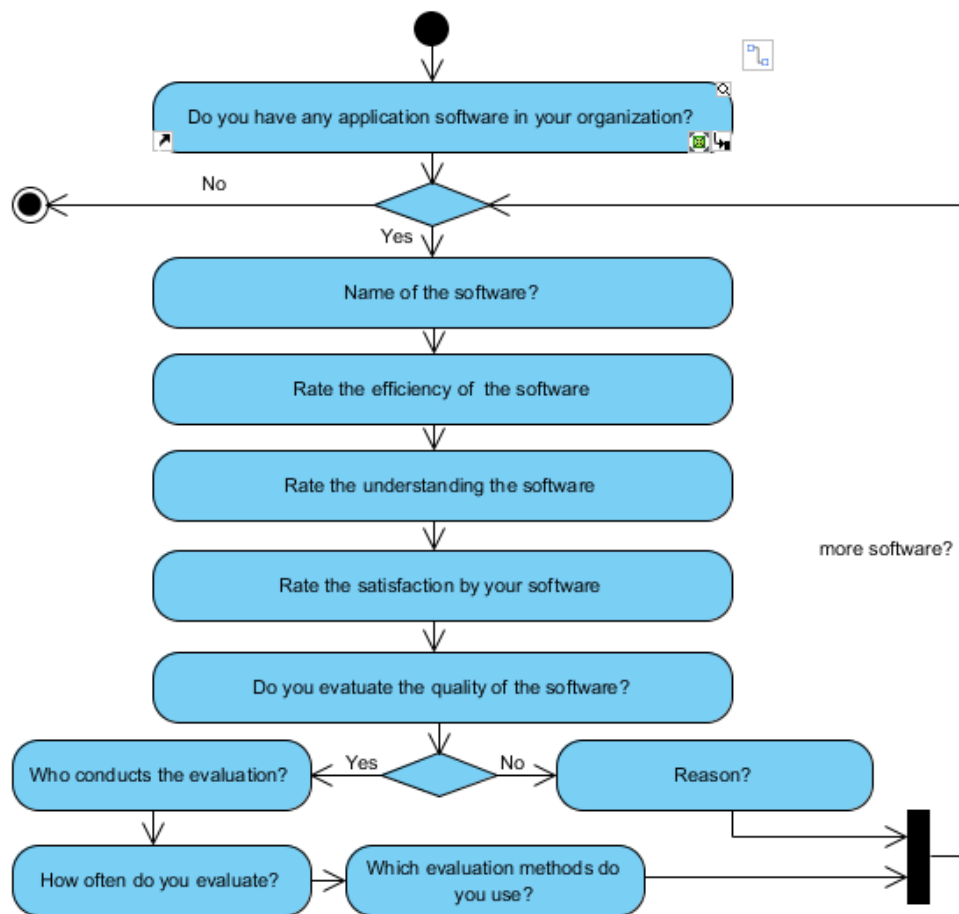 Do you have any application software in your organization?
No
Yes
Name of the software?
Rate the efficiency of the software
Rate the understanding the software
more software?
Rate the satisfaction by your software
Do you evatuate the quality of the software?
Yes
No
Who conducts the evaluation?
Reason?
How often do you evaluate?
Which evaluation methods do
you use?